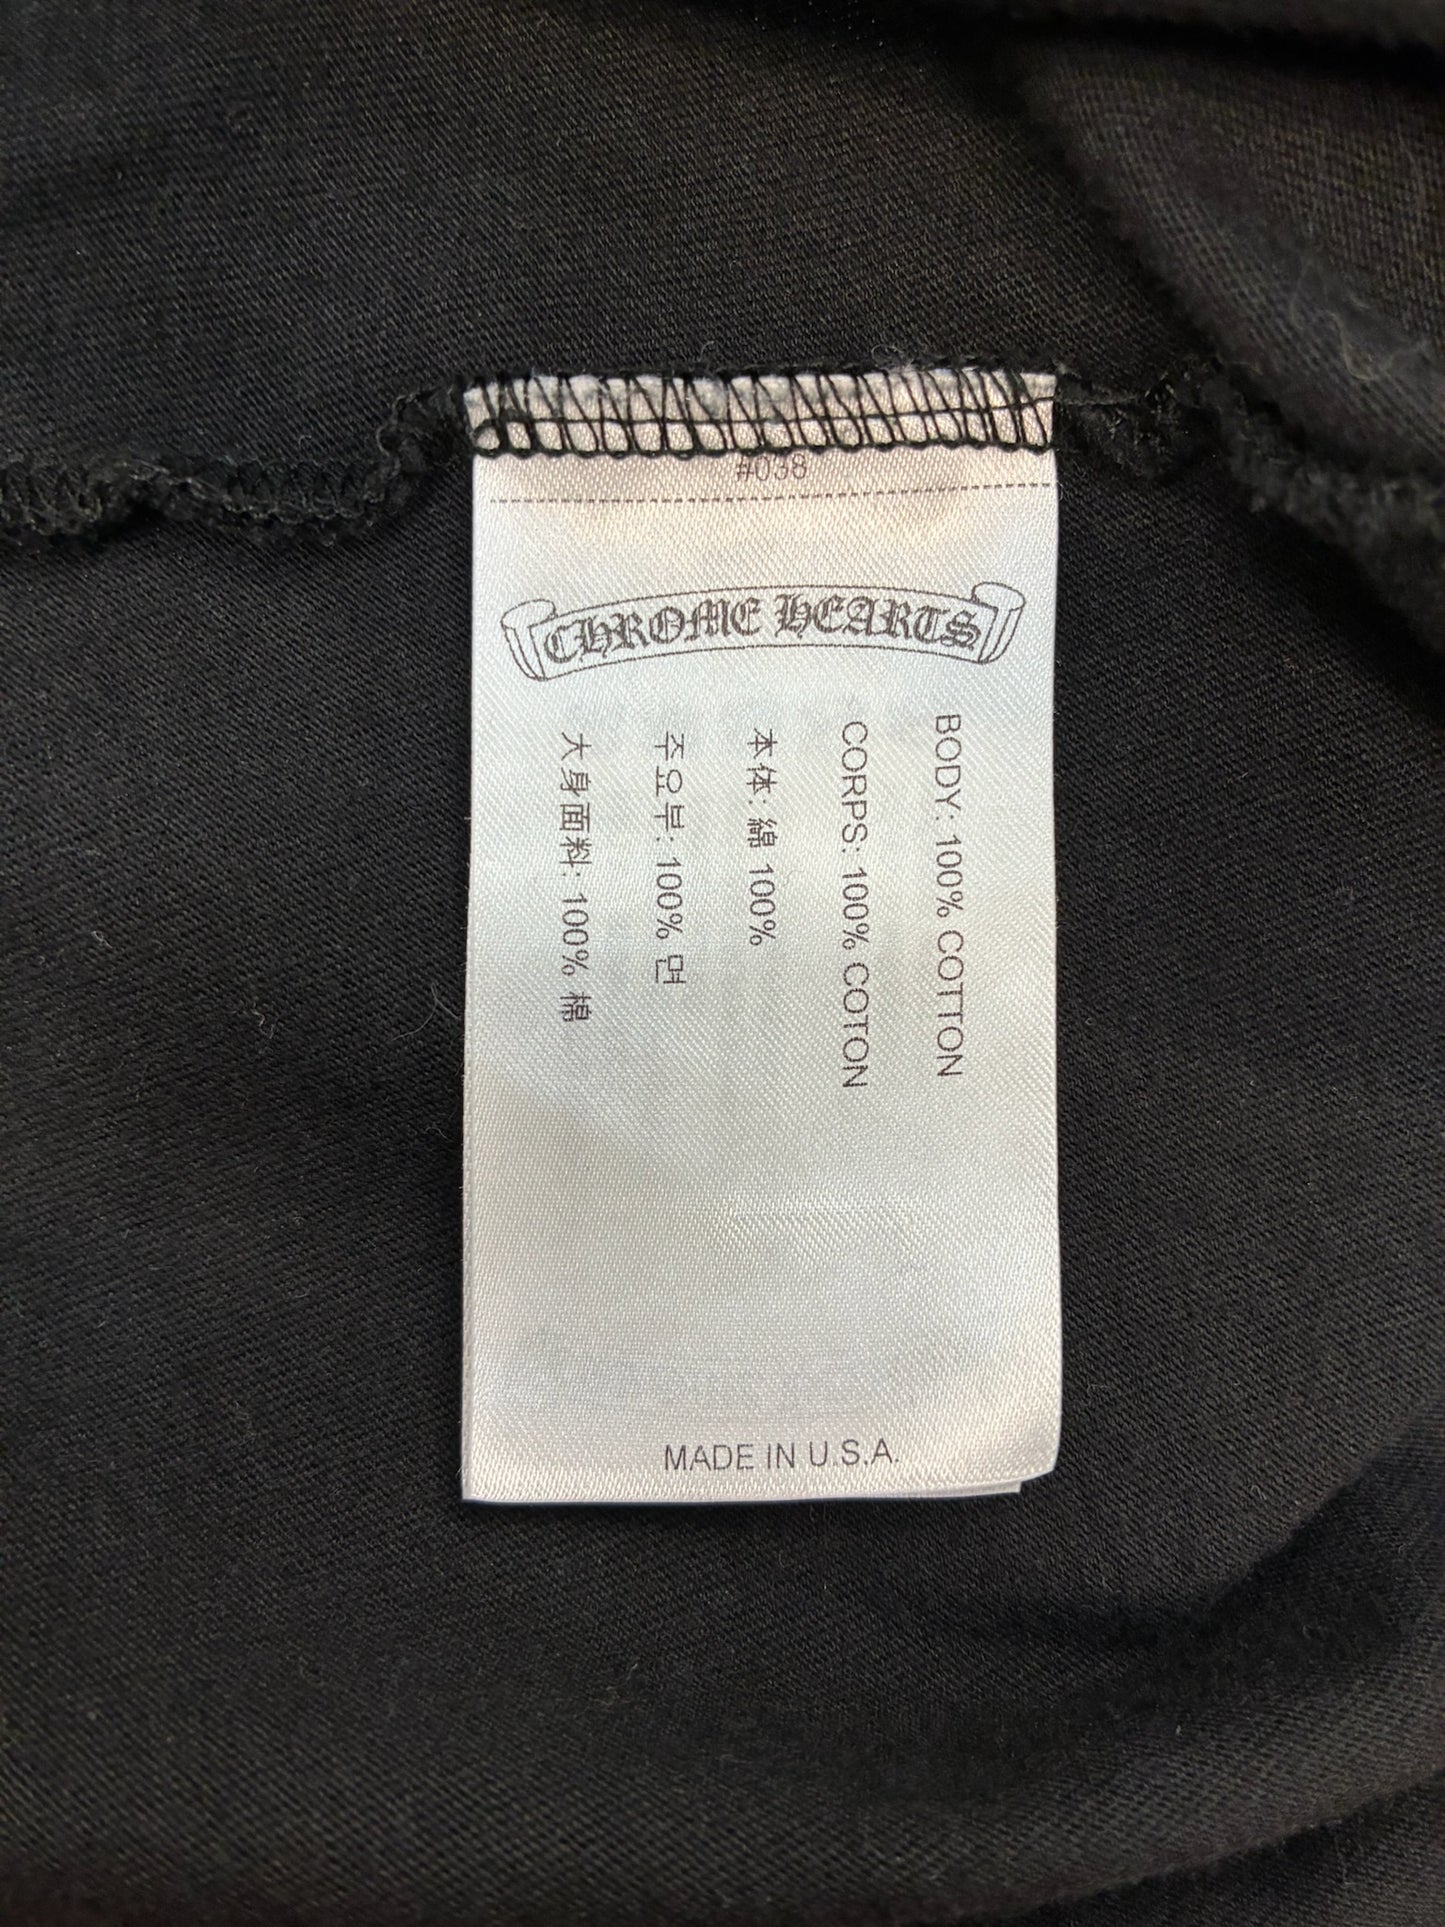 #038
CHROME HEARTS
BODY: 100% COTTON
CORPS: 100% COTON
本体: 綿 100%
주요부: 100% 면
大身面料: 100% 棉
MADE IN U.S.A.